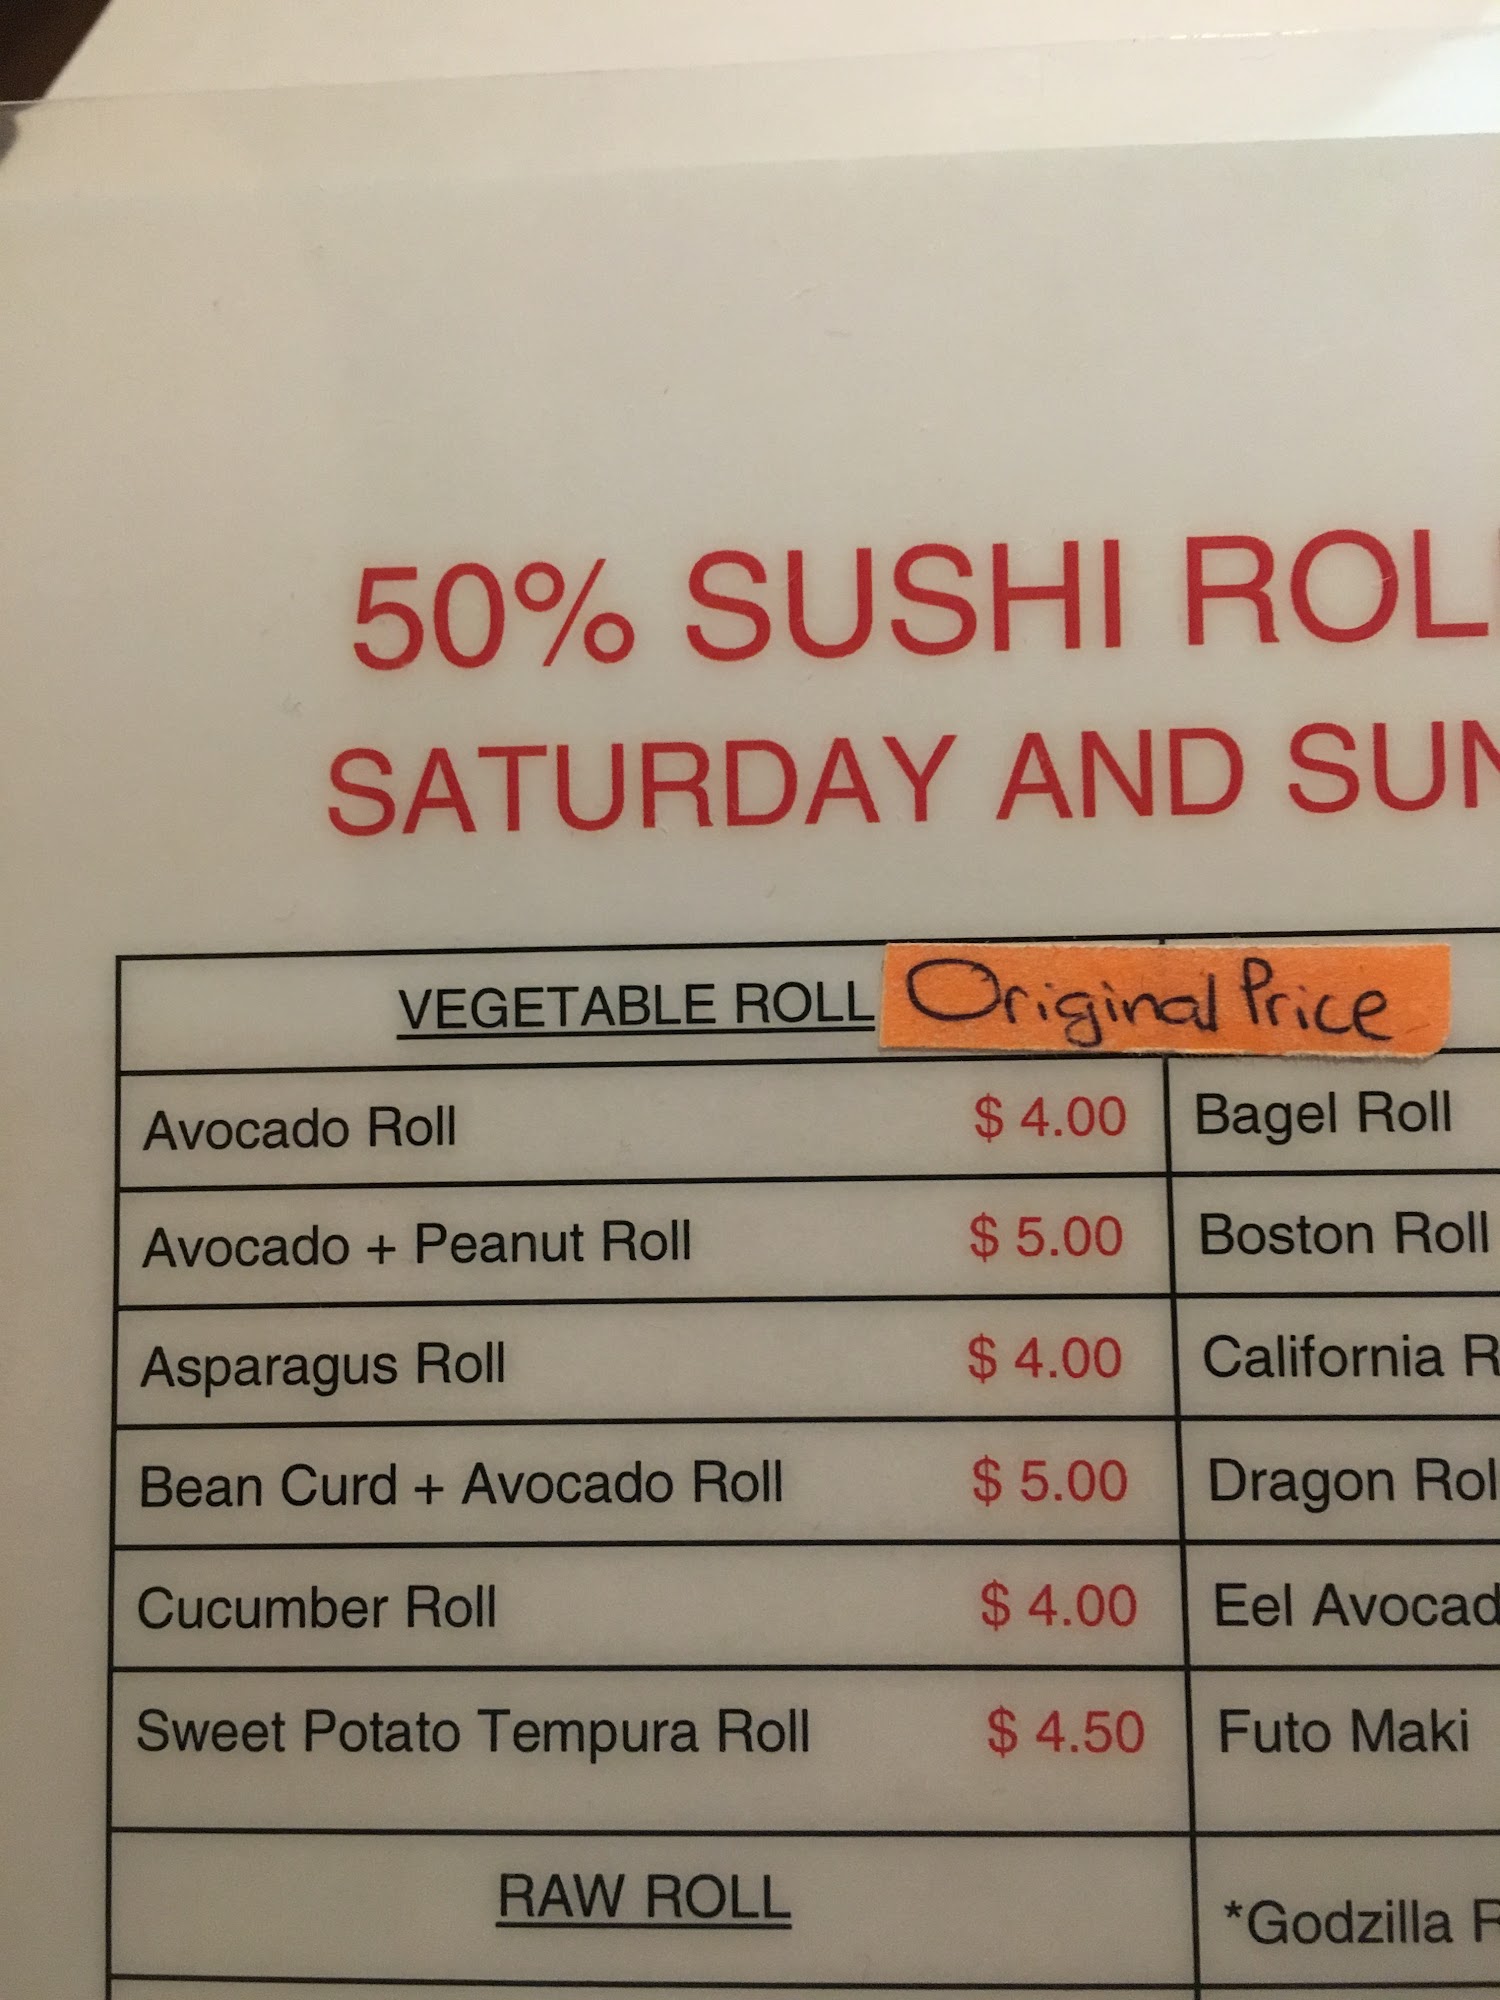 50% SUSHI ROL
SATURDAY AND SUN
VEGETABLE ROLL Original Price
Avocado Roll $ 4.00 Bagel Roll
Avocado + Peanut Roll $ 5.00 Boston Roll
Asparagus Roll $ 4.00 California R
Bean Curd + Avocado Roll $ 5.00 Dragon Rol
Cucumber Roll $ 4.00 Eel Avocad
Sweet Potato Tempura Roll $ 4.50 Futo Maki
RAW ROLL *Godzilla R